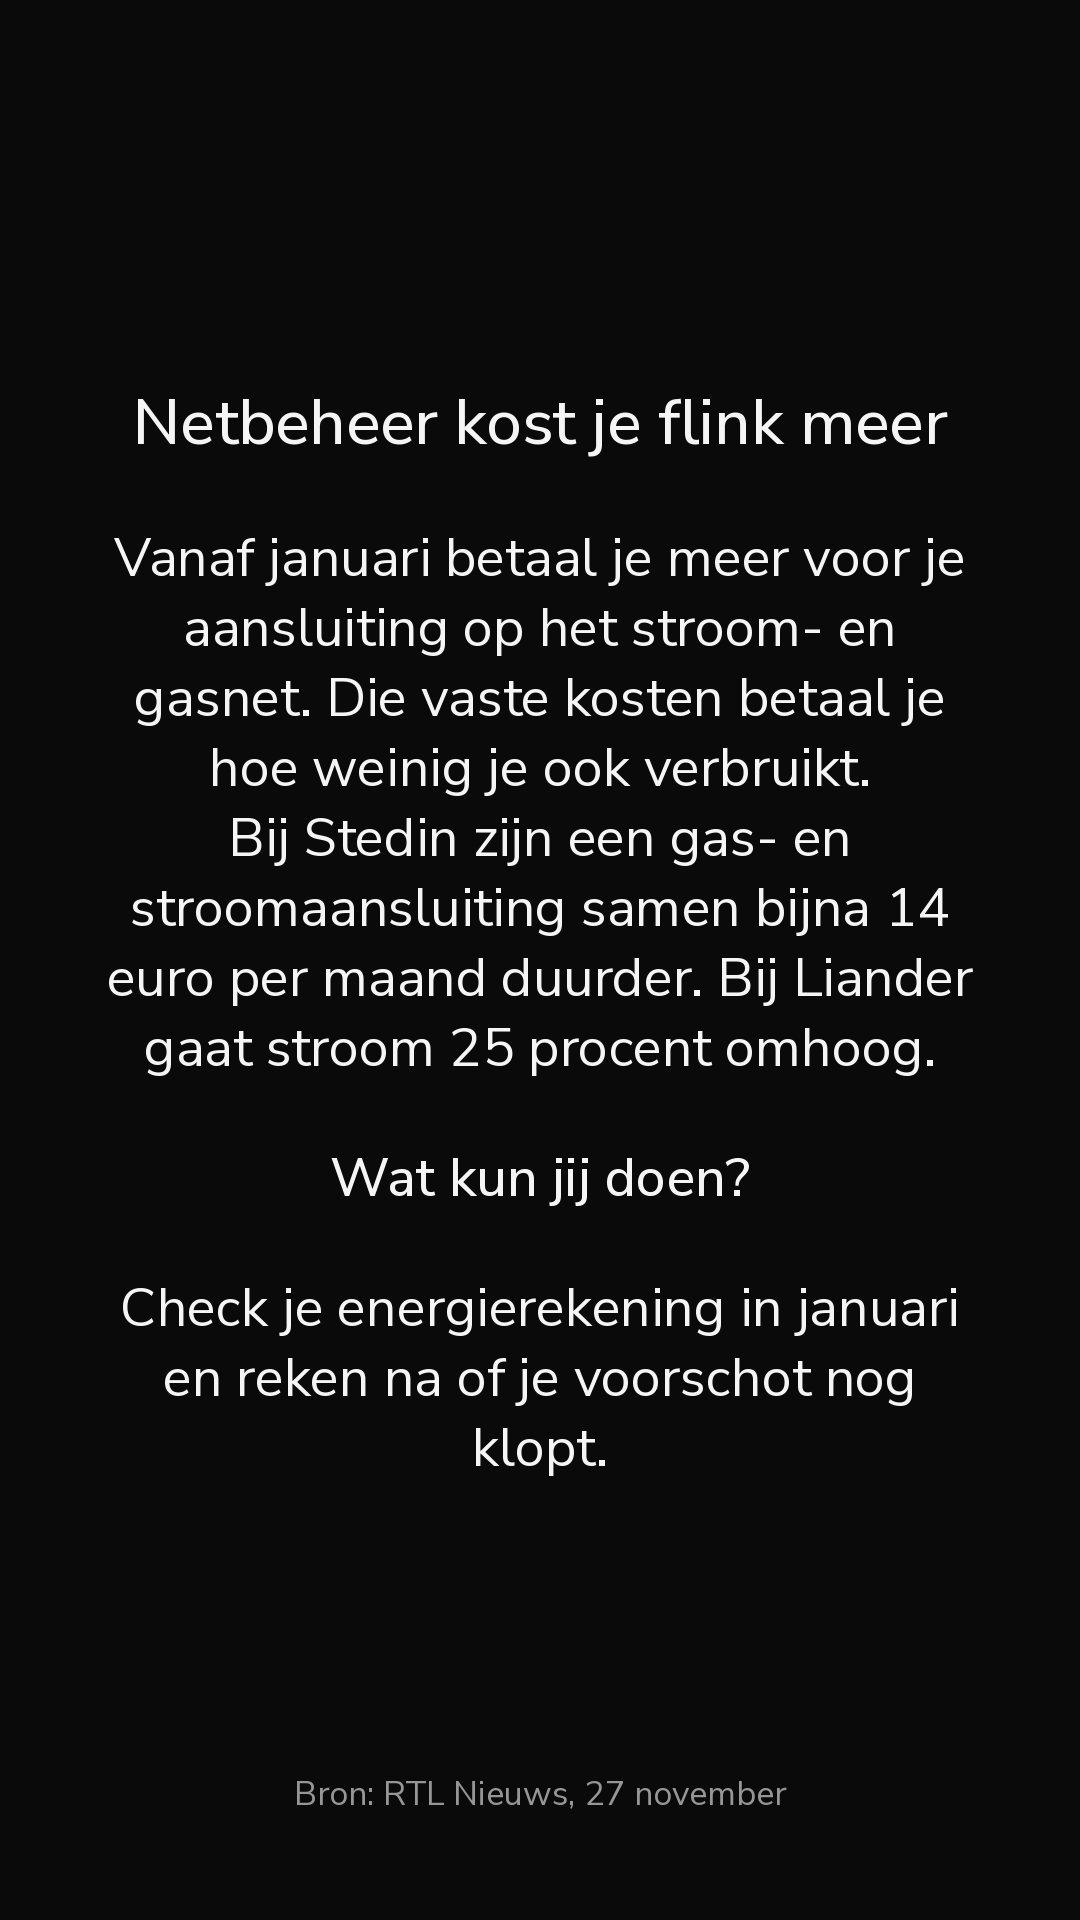 Netbeheer kost je flink meer
Vanaf januari betaal je meer voor je
aansluiting op het stroom- en
gasnet. Die vaste kosten betaal je
hoe weinig je ook verbruikt.
Bij Stedin zijn een gas- en
stroomaansluiting samen bijna 14
euro per maand duurder. Bij Liander
gaat stroom 25 procent omhoog.
Wat kun jij doen?
Check je energierekening in januari
en reken na of je voorschot nog
klopt.
Bron: RTL Nieuws, 27 november